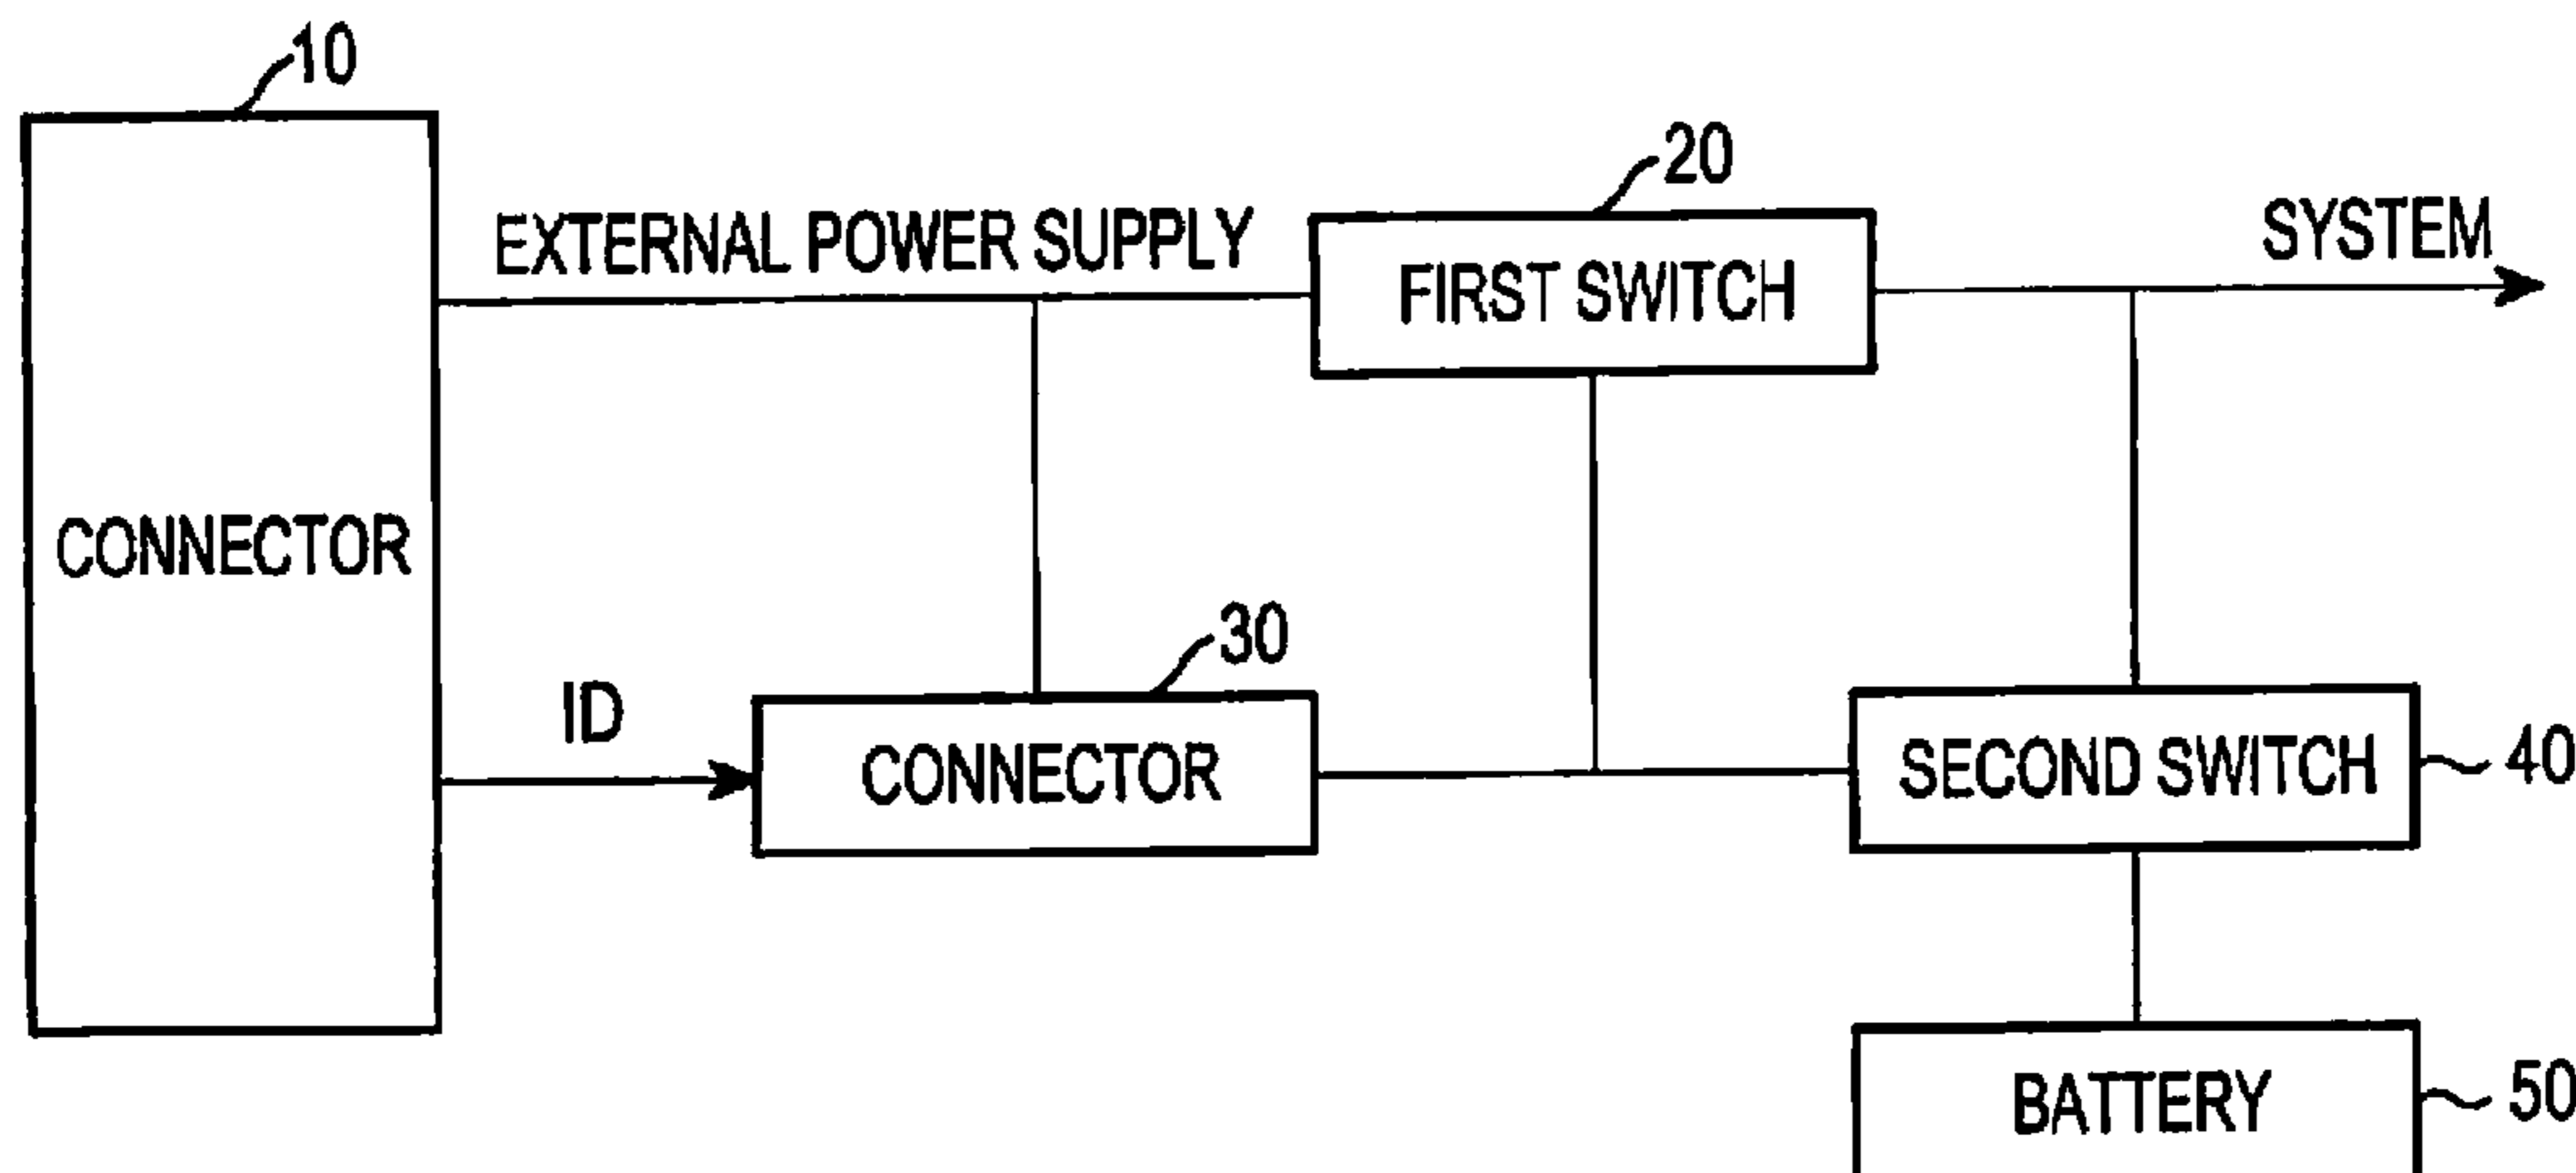 10
20
EXTERNAL POWER SUPPLY
SYSTEM
FIRST SWITCH
CONNECTOR
30
ID
CONNECTOR
SECOND SWITCH
40
BATTERY
50